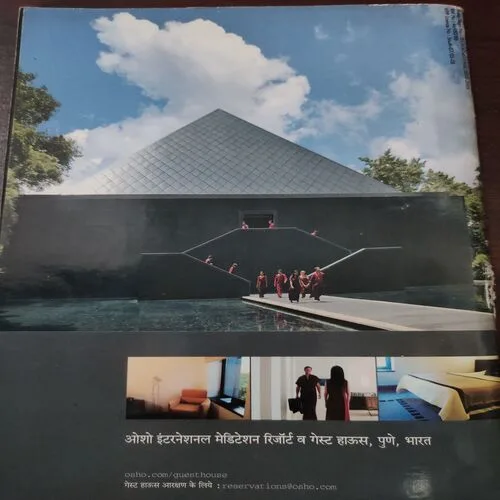 ओशो इंटरनेशनल मेडिटेशन रिजॉर्ट व गेस्ट हाऊस, पुणे, भारत
osho.com/guesthouse
गेस्ट हाऊस आरक्षण के लिये : reservations@osho.com